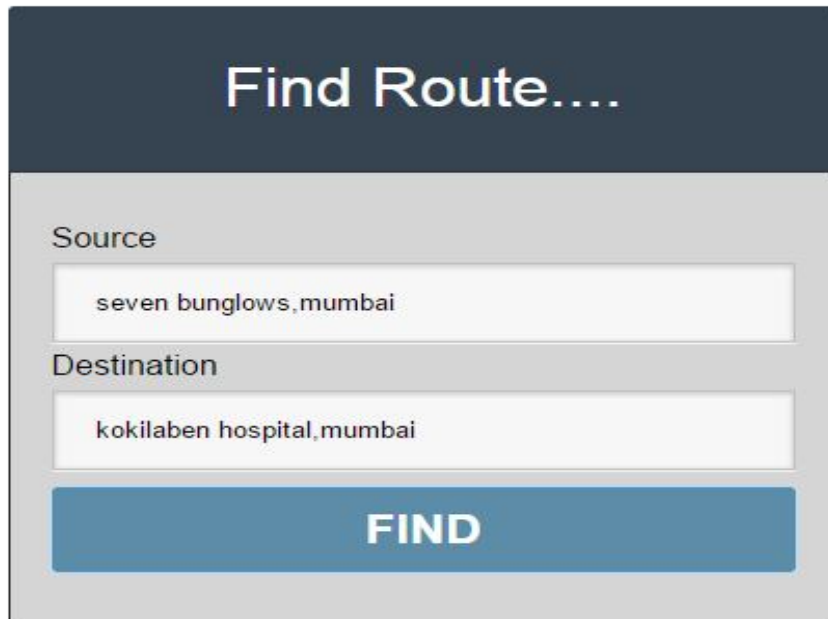 Find Route....
Source
seven bunglows,mumbai
Destination
kokilaben hospital,mumbai
FIND